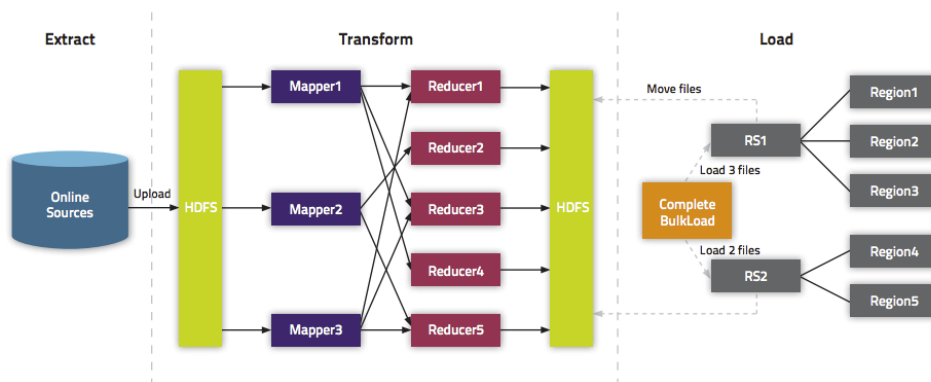 Extract
Transform
Load
Online
Sources
Upload
HDFS
Mapper1
Mapper2
Mapper3
Reducer1
Reducer2
Reducer3
Reducer4
Reducer5
HDFS
Move files
RS1
Load 3 files
Complete
BulkLoad
Load 2 files
RS2
Region1
Region2
Region3
Region4
Region5